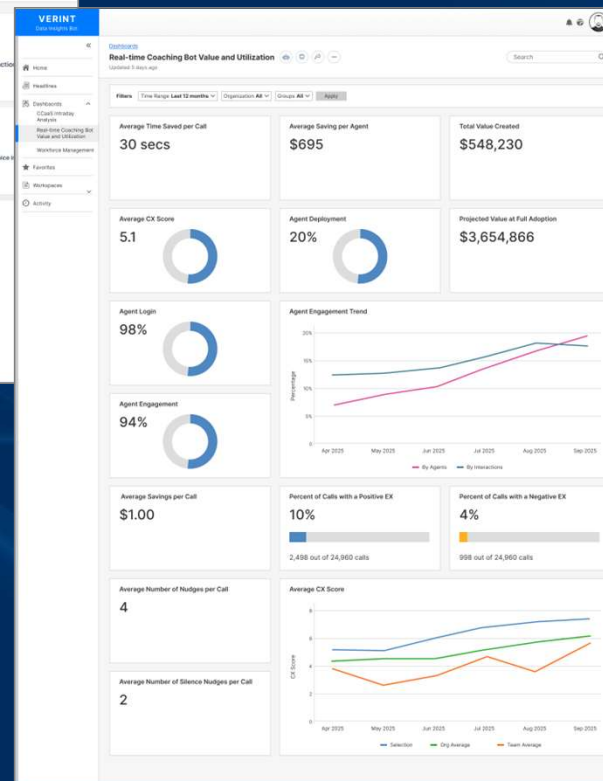 VERINT
Data Insights Bot
Home
Headlines
Dashboards
CCaaS Intraday
Analysis
Real-time Coaching Bot
Value and Utilization
Workforce Management
Favorites
Workspaces
Activity
Dashboards
Real-time Coaching Bot Value and Utilization
Updated 3 days ago
Search
Filters
Time Range Last 12 months
Organization All
Groups All
Apply
Average Time Saved per Call
30 secs
Average Saving per Agent
$695
Total Value Created
$548,230
Average CX Score
5.1
Agent Deployment
20%
Projected Value at Full Adoption
$3,654,866
Agent Login
98%
Agent Engagement
94%
Agent Engagement Trend
Percentage
20%
15%
10%
5%
0
Apr 2025 May 2025 Jun 2025 Jul 2025 Aug 2025 Sep 2025
By Agents By Interactions
Average Savings per Call
$1.00
Percent of Calls with a Positive EX
10%
2,498 out of 24,960 calls
Percent of Calls with a Negative EX
4%
998 out of 24,960 calls
Average Number of Nudges per Call
4
Average Number of Silence Nudges per Call
2
Average CX Score
CX Score
8
6
4
2
0
Apr 2025 May 2025 Jun 2025 Jul 2025 Aug 2025 Sep 2025
Selection Org Average Team Average